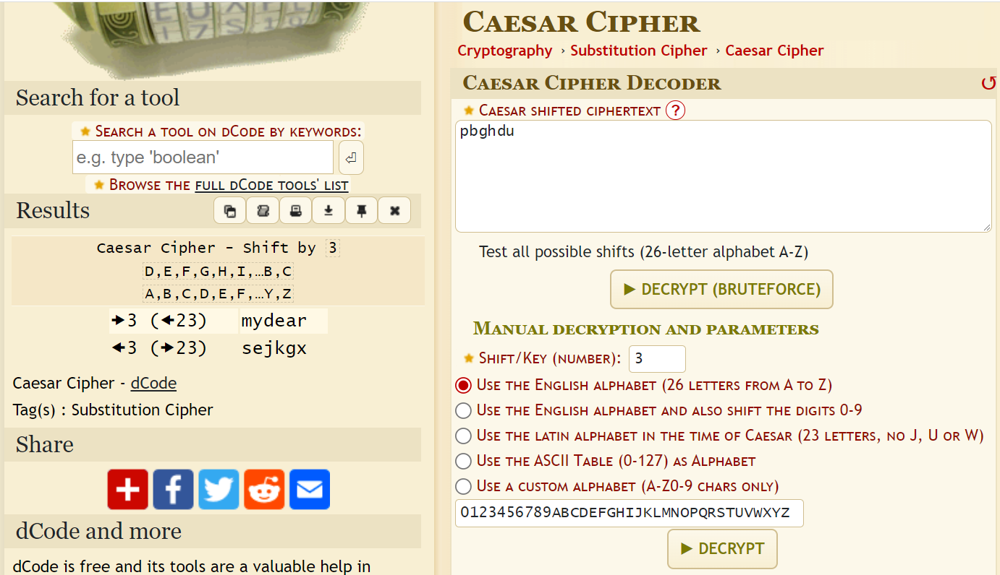 Search for a tool
★ Search a tool on dCode by keywords:
e.g. type 'boolean'
★ Browse the full dCode tools' list
Results
Caesar Cipher - Shift by 3
D,E,F,G,H,I,…B,C
A,B,C,D,E,F,…Y,Z
➔3 (🡰23) mydear
🡰3 (➔23) sejkgx
Caesar Cipher - dCode
Tag(s) : Substitution Cipher
Share
dCode and more
dCode is free and its tools are a valuable help in
Caesar Cipher
Cryptography › Substitution Cipher › Caesar Cipher
Caesar Cipher Decoder
★ Caesar shifted ciphertext ?
pbghdu
Test all possible shifts (26-letter alphabet A-Z)
► DECRYPT (BRUTEFORCE)
Manual decryption and parameters
★ Shift/Key (number): 3
Use the English alphabet (26 letters from A to Z)
Use the English alphabet and also shift the digits 0-9
Use the latin alphabet in the time of Caesar (23 letters, no J, U or W)
Use the ASCII Table (0-127) as Alphabet
Use a custom alphabet (A-Z0-9 chars only)
0123456789ABCDEFGHIJKLMNOPQRSTUVWXYZ
► DECRYPT